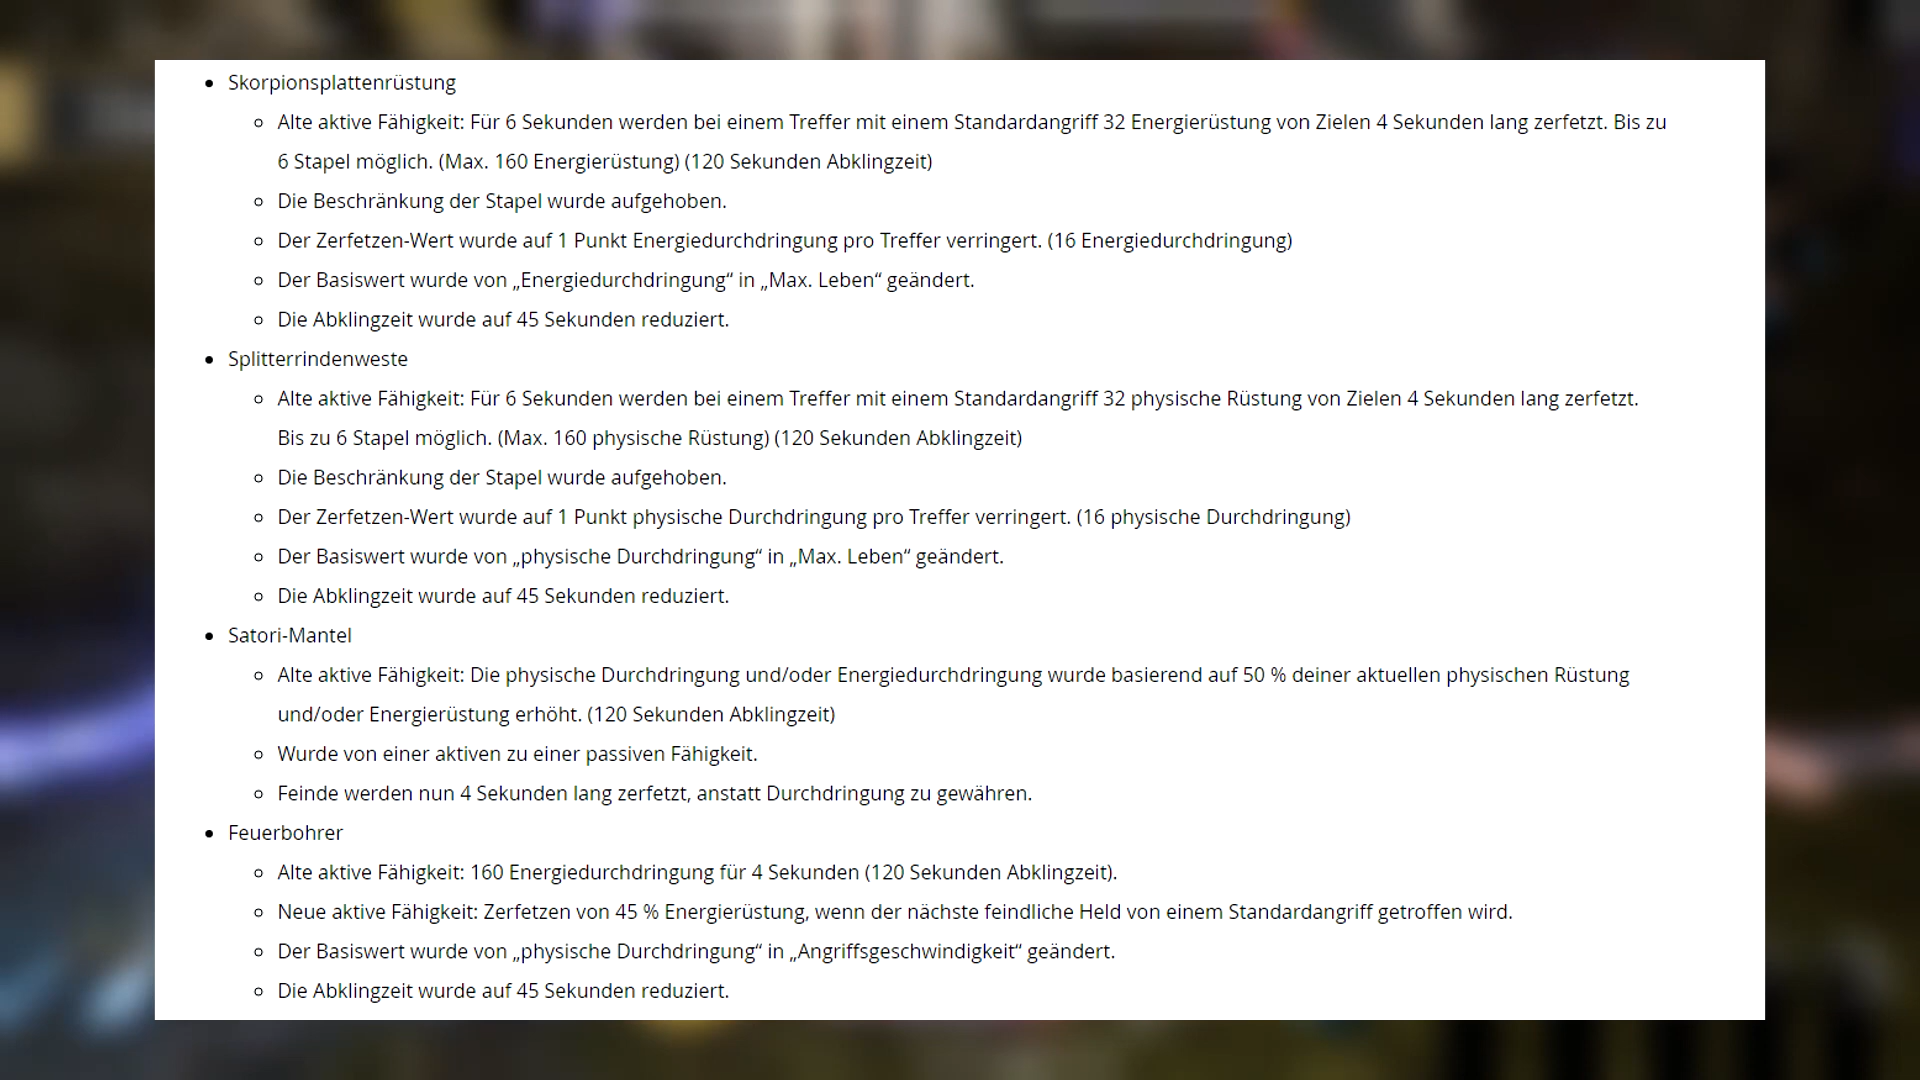 Skorpionsplattenrüstung
Alte aktive Fähigkeit: Für 6 Sekunden werden bei einem Treffer mit einem Standardangriff 32 Energierüstung von Zielen 4 Sekunden lang zerfetzt. Bis zu
6 Stapel möglich. (Max. 160 Energierüstung) (120 Sekunden Abklingzeit)
Die Beschränkung der Stapel wurde aufgehoben.
Der Zerfetzen-Wert wurde auf 1 Punkt Energiedurchdringung pro Treffer verringert. (16 Energiedurchdringung)
Der Basiswert wurde von „Energiedurchdringung“ in „Max. Leben“ geändert.
Die Abklingzeit wurde auf 45 Sekunden reduziert.
Splitterrindenweste
Alte aktive Fähigkeit: Für 6 Sekunden werden bei einem Treffer mit einem Standardangriff 32 physische Rüstung von Zielen 4 Sekunden lang zerfetzt.
Bis zu 6 Stapel möglich. (Max. 160 physische Rüstung) (120 Sekunden Abklingzeit)
Die Beschränkung der Stapel wurde aufgehoben.
Der Zerfetzen-Wert wurde auf 1 Punkt physische Durchdringung pro Treffer verringert. (16 physische Durchdringung)
Der Basiswert wurde von „physische Durchdringung“ in „Max. Leben“ geändert.
Die Abklingzeit wurde auf 45 Sekunden reduziert.
Satori-Mantel
Alte aktive Fähigkeit: Die physische Durchdringung und/oder Energiedurchdringung wurde basierend auf 50 % deiner aktuellen physischen Rüstung
und/oder Energierüstung erhöht. (120 Sekunden Abklingzeit)
Wurde von einer aktiven zu einer passiven Fähigkeit.
Feinde werden nun 4 Sekunden lang zerfetzt, anstatt Durchdringung zu gewähren.
Feuerbohrer
Alte aktive Fähigkeit: 160 Energiedurchdringung für 4 Sekunden (120 Sekunden Abklingzeit).
Neue aktive Fähigkeit: Zerfetzen von 45 % Energierüstung, wenn der nächste feindliche Held von einem Standardangriff getroffen wird.
Der Basiswert wurde von „physische Durchdringung“ in „Angriffsgeschwindigkeit“ geändert.
Die Abklingzeit wurde auf 45 Sekunden reduziert.